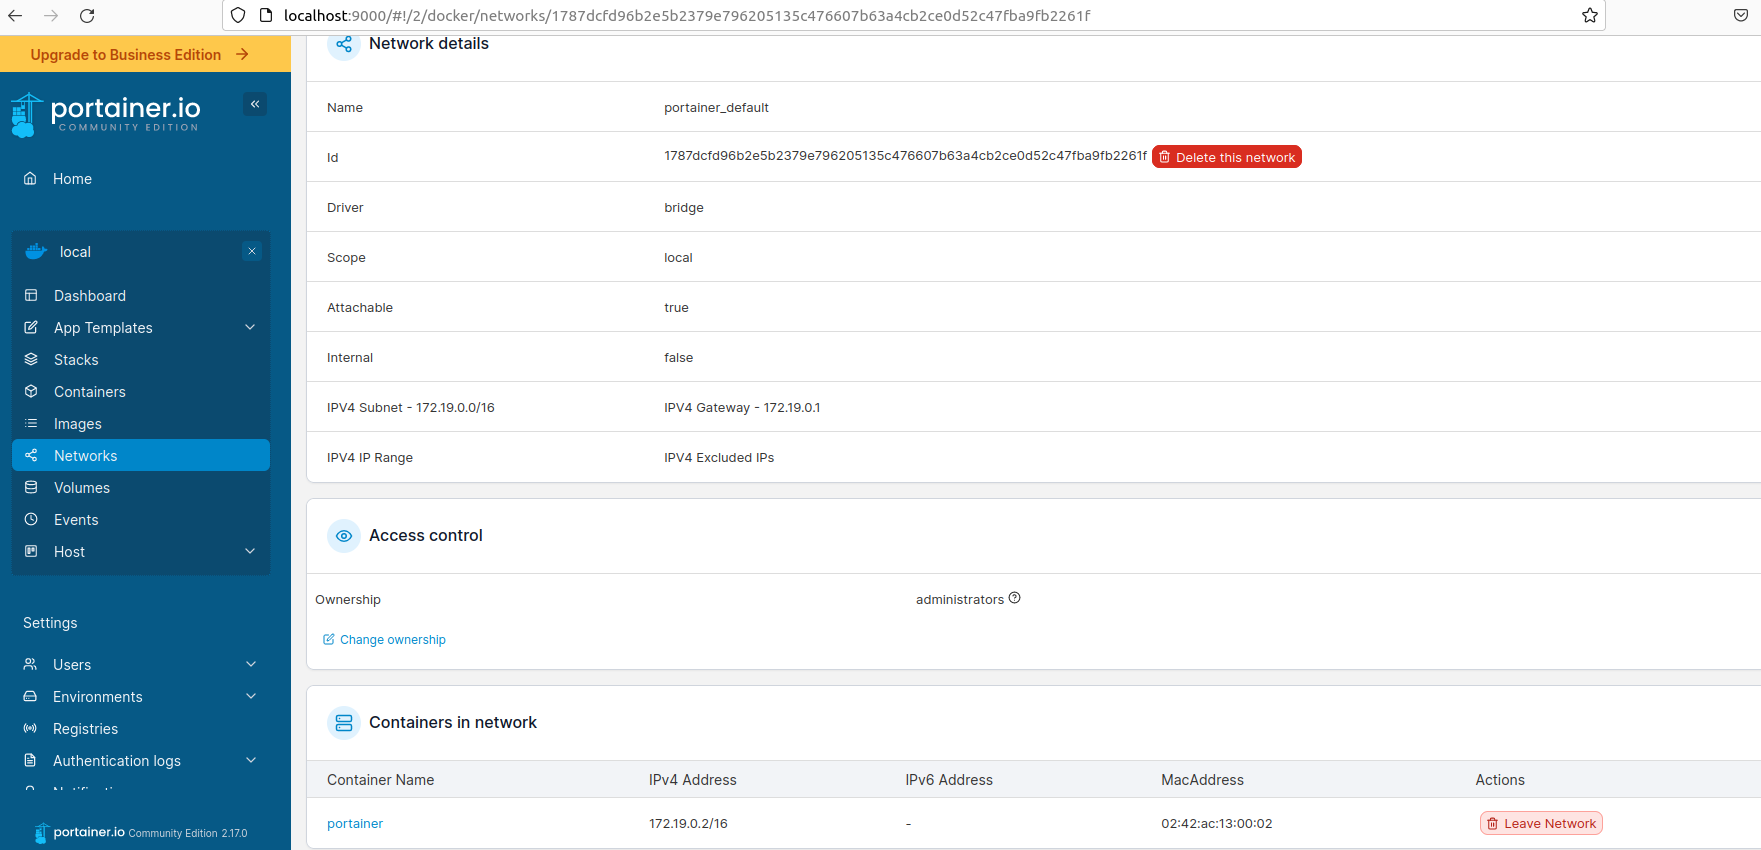 localhost:9000/#!/2/docker/networks/1787dcfd96b2e5b2379e796205135c476607b63a4cb2ce0d52c47fba9fb2261f
Upgrade to Business Edition
portainer.io
COMMUNITY EDITION
Home
local
Dashboard
App Templates
Stacks
Containers
Images
Networks
Volumes
Events
Host
Settings
Users
Environments
Registries
Authentication logs
portainer.io Community Edition 2.17.0
Network details
Name portainer_default
Id 1787dcfd96b2e5b2379e796205135c476607b63a4cb2ce0d52c47fba9fb2261f Delete this network
Driver bridge
Scope local
Attachable true
Internal false
IPV4 Subnet - 172.19.0.0/16 IPV4 Gateway - 172.19.0.1
IPV4 IP Range IPV4 Excluded IPs
Access control
Ownership administrators
Change ownership
Containers in network
Container Name IPv4 Address IPv6 Address MacAddress Actions
portainer 172.19.0.2/16 - 02:42:ac:13:00:02 Leave Network